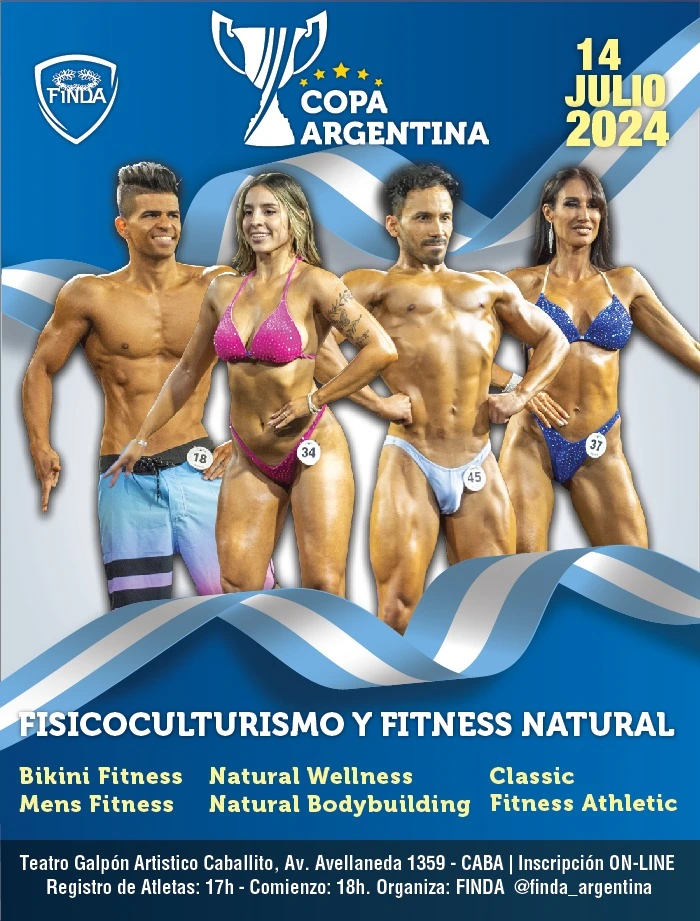 FiNDA
COPA
ARGENTINA
14
JULIO
2024
18
34
45
37
FISICOCULTURISMO Y FITNESS NATURAL
Bikini Fitness Natural Wellness Classic
Mens Fitness Natural Bodybuilding Fitness Athletic
Teatro Galpón Artistico Caballito, Av. Avellaneda 1359 - CABA | Inscripción ON-LINE
Registro de Atletas: 17h - Comienzo: 18h. Organiza: FINDA @finda_argentina